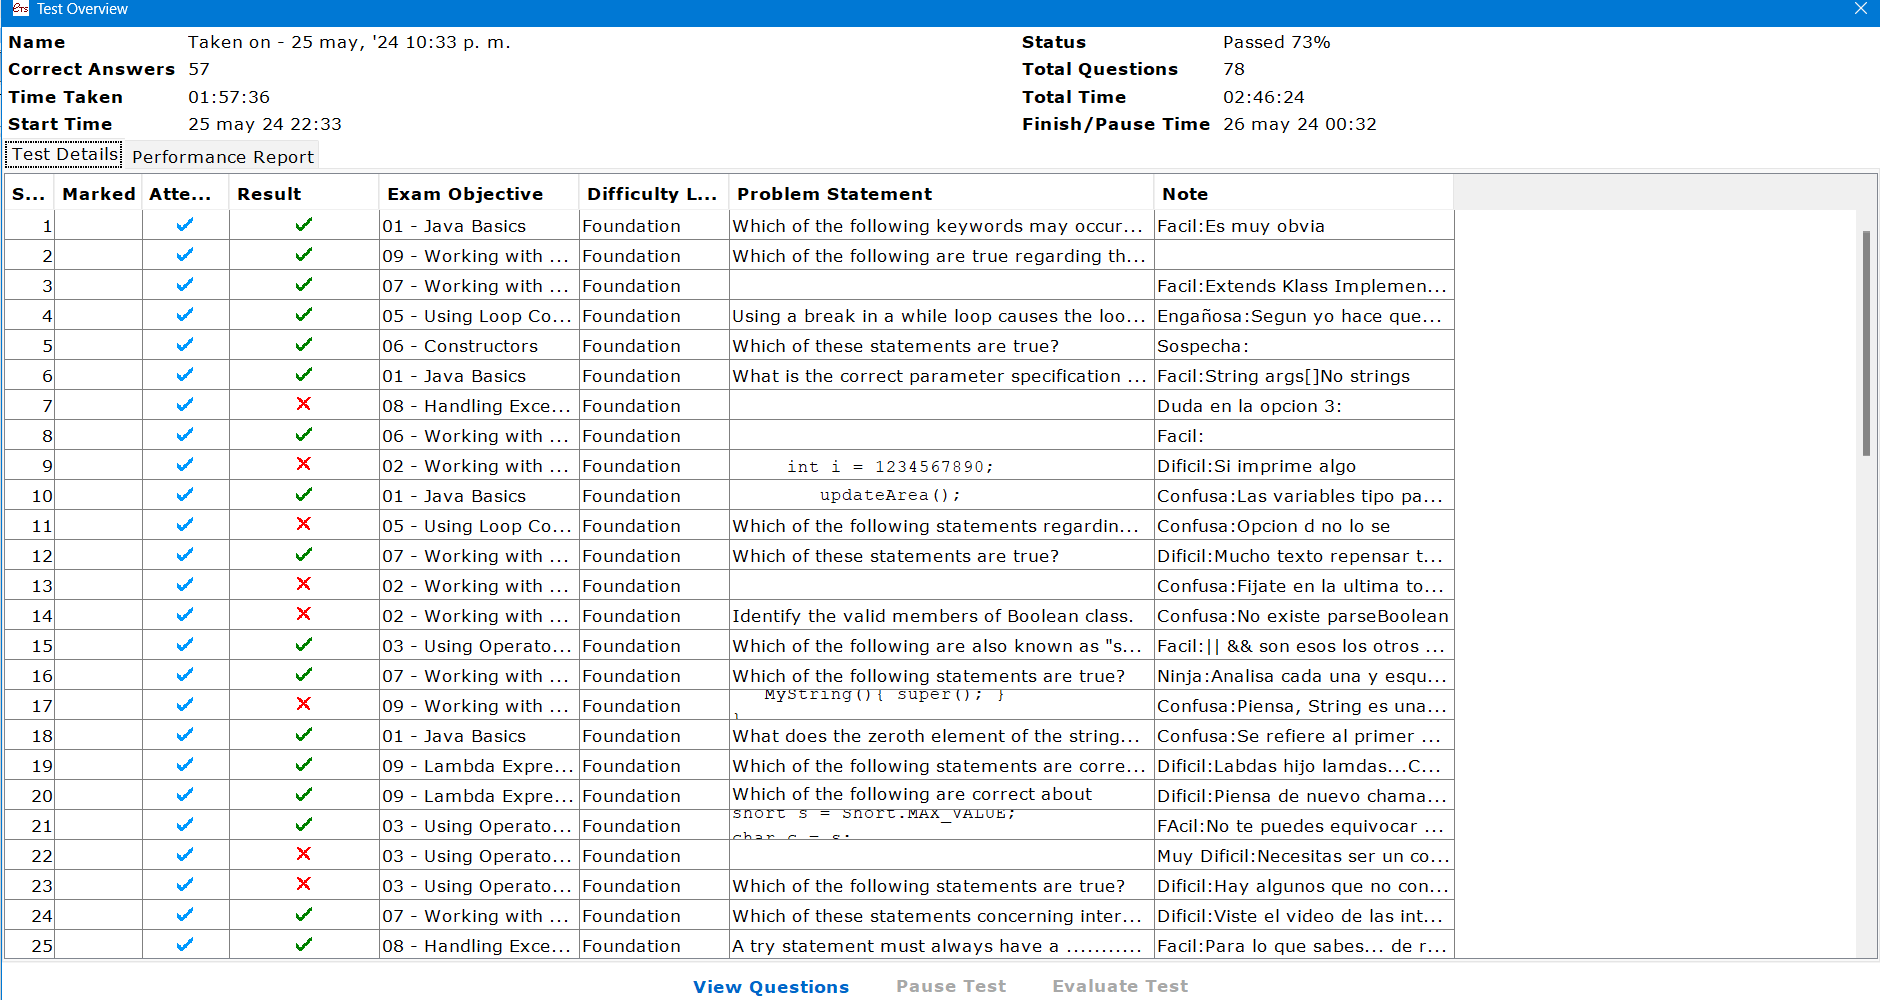 ETS Test Overview
Name Taken on - 25 may, '24 10:33 p. m. Status Passed 73%
Correct Answers 57 Total Questions 78
Time Taken 01:57:36 Total Time 02:46:24
Start Time 25 may 24 22:33 Finish/Pause Time 26 may 24 00:32
Test Details Performance Report
S... Marked Atte... Result Exam Objective Difficulty L... Problem Statement Note
1 01 - Java Basics Foundation Which of the following keywords may occur... Facil:Es muy obvia
2 09 - Working with ... Foundation Which of the following are true regarding th...
3 07 - Working with ... Foundation Facil:Extends Klass Implemen...
4 05 - Using Loop Co... Foundation Using a break in a while loop causes the loo... Engañosa:Segun yo hace que...
5 06 - Constructors Foundation Which of these statements are true? Sospecha:
6 01 - Java Basics Foundation What is the correct parameter specification ... Facil:String args[]No strings
7 08 - Handling Exce... Foundation Duda en la opcion 3:
8 06 - Working with ... Foundation Facil:
9 02 - Working with ... Foundation int i = 1234567890; Dificil:Si imprime algo
10 01 - Java Basics Foundation updateArea(); Confusa:Las variables tipo pa...
11 05 - Using Loop Co... Foundation Which of the following statements regardin... Confusa:Opcion d no lo se
12 07 - Working with ... Foundation Which of these statements are true? Dificil:Mucho texto repensar t...
13 02 - Working with ... Foundation Confusa:Fijate en la ultima to...
14 02 - Working with ... Foundation Identify the valid members of Boolean class. Confusa:No existe parseBoolean
15 03 - Using Operato... Foundation Which of the following are also known as "s... Facil:|| && son esos los otros ...
16 07 - Working with ... Foundation Which of the following statements are true? Ninja:Analisa cada una y esqu...
17 09 - Working with ... Foundation MyString(){ super(); } } Confusa:Piensa, String es una...
18 01 - Java Basics Foundation What does the zeroth element of the string... Confusa:Se refiere al primer ...
19 09 - Lambda Expre... Foundation Which of the following statements are corre... Dificil:Labdas hijo lamdas...C...
20 09 - Lambda Expre... Foundation Which of the following are correct about Dificil:Piensa de nuevo chama...
21 03 - Using Operato... Foundation short s = Short.MAX_VALUE; char c = s; FAcil:No te puedes equivocar ...
22 03 - Using Operato... Foundation Muy Dificil:Necesitas ser un co...
23 03 - Using Operato... Foundation Which of the following statements are true? Dificil:Hay algunos que no con...
24 07 - Working with ... Foundation Which of these statements concerning inter... Dificil:Viste el video de las int...
25 08 - Handling Exce... Foundation A try statement must always have a ........... Facil:Para lo que sabes... de r...
View Questions Pause Test Evaluate Test